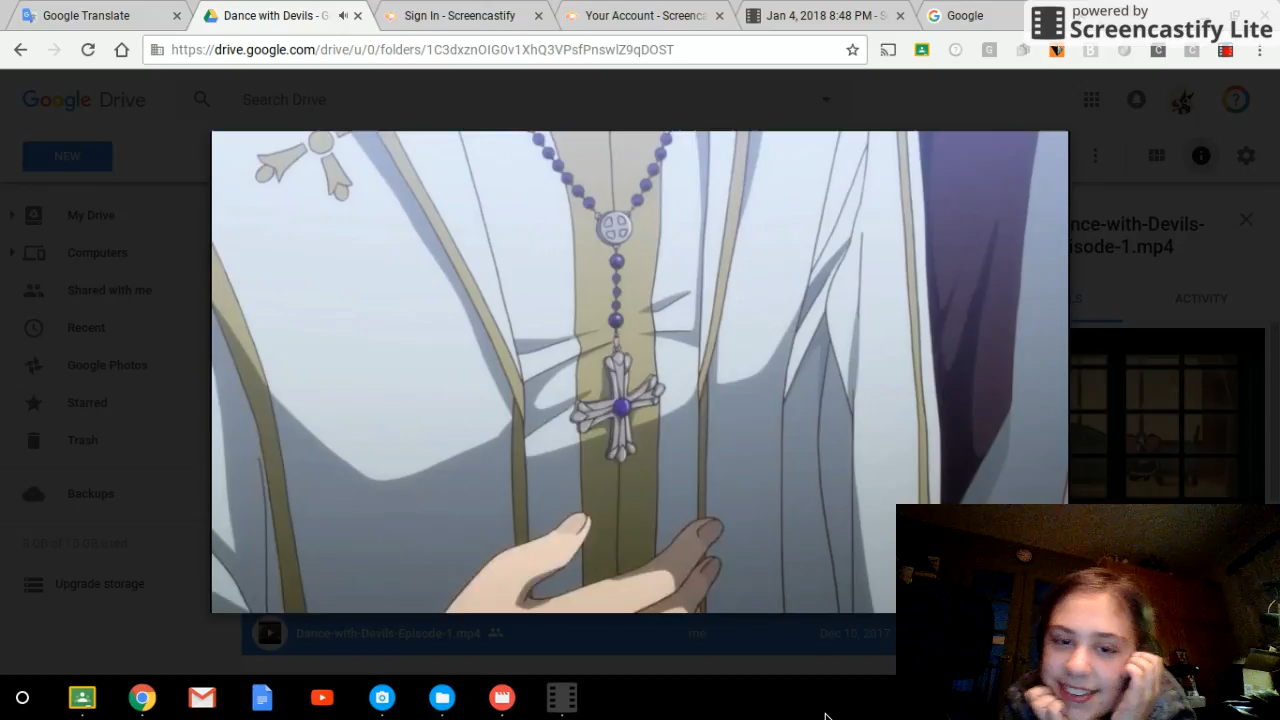 Google Translate
Dance with Devils - G
Sign In - Screencastify
Your Account - Screenca
Jan 4, 2018 8:48 PM - S
Google
powered by
Screencastify Lite
https://drive.google.com/drive/u/0/folders/1C3dxznOIG0v1XhQ3VPsfPnswlZ9qDOST
Google Drive
Search Drive
NEW
My Drive
Computers
Shared with me
Recent
Google Photos
Starred
Trash
Backups
Upgrade storage
nce-with-Devils-
isode-1.mp4
LS
ACTIVITY
Dance-with-Devils-Episode-1.mp4
me
Dec 10, 2017